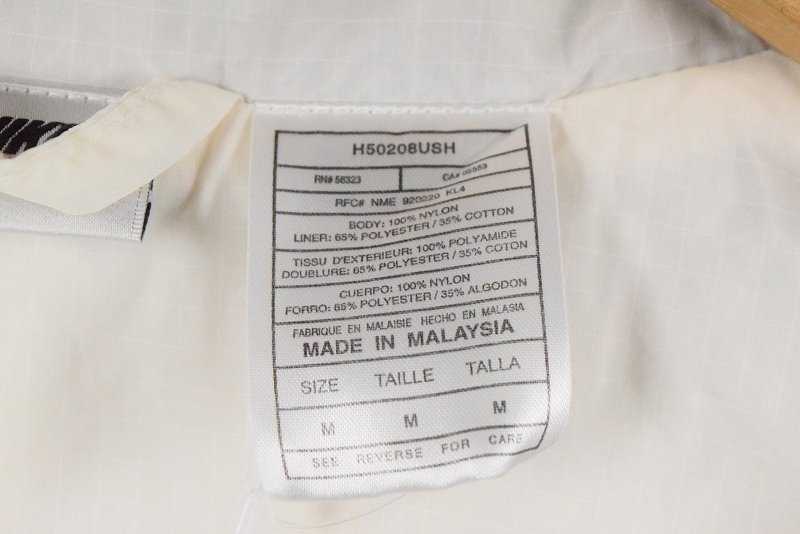 H50208USH
RN# 56323 CA# 05553
RFC# NME 920220 KL4
BODY: 100% NYLON
LINER: 65% POLYESTER / 35% COTTON
TISSU D'EXTERIEUR: 100% POLYAMIDE
DOUBLURE: 65% POLYESTER / 35% COTON
CUERPO: 100% NYLON
FORRO: 65% POLYESTER / 35% ALGODON
FABRIQUE EN MALAISIE HECHO EN MALASIA
MADE IN MALAYSIA
SIZE TAILLE TALLA
M M M
SEE REVERSE FOR CARE